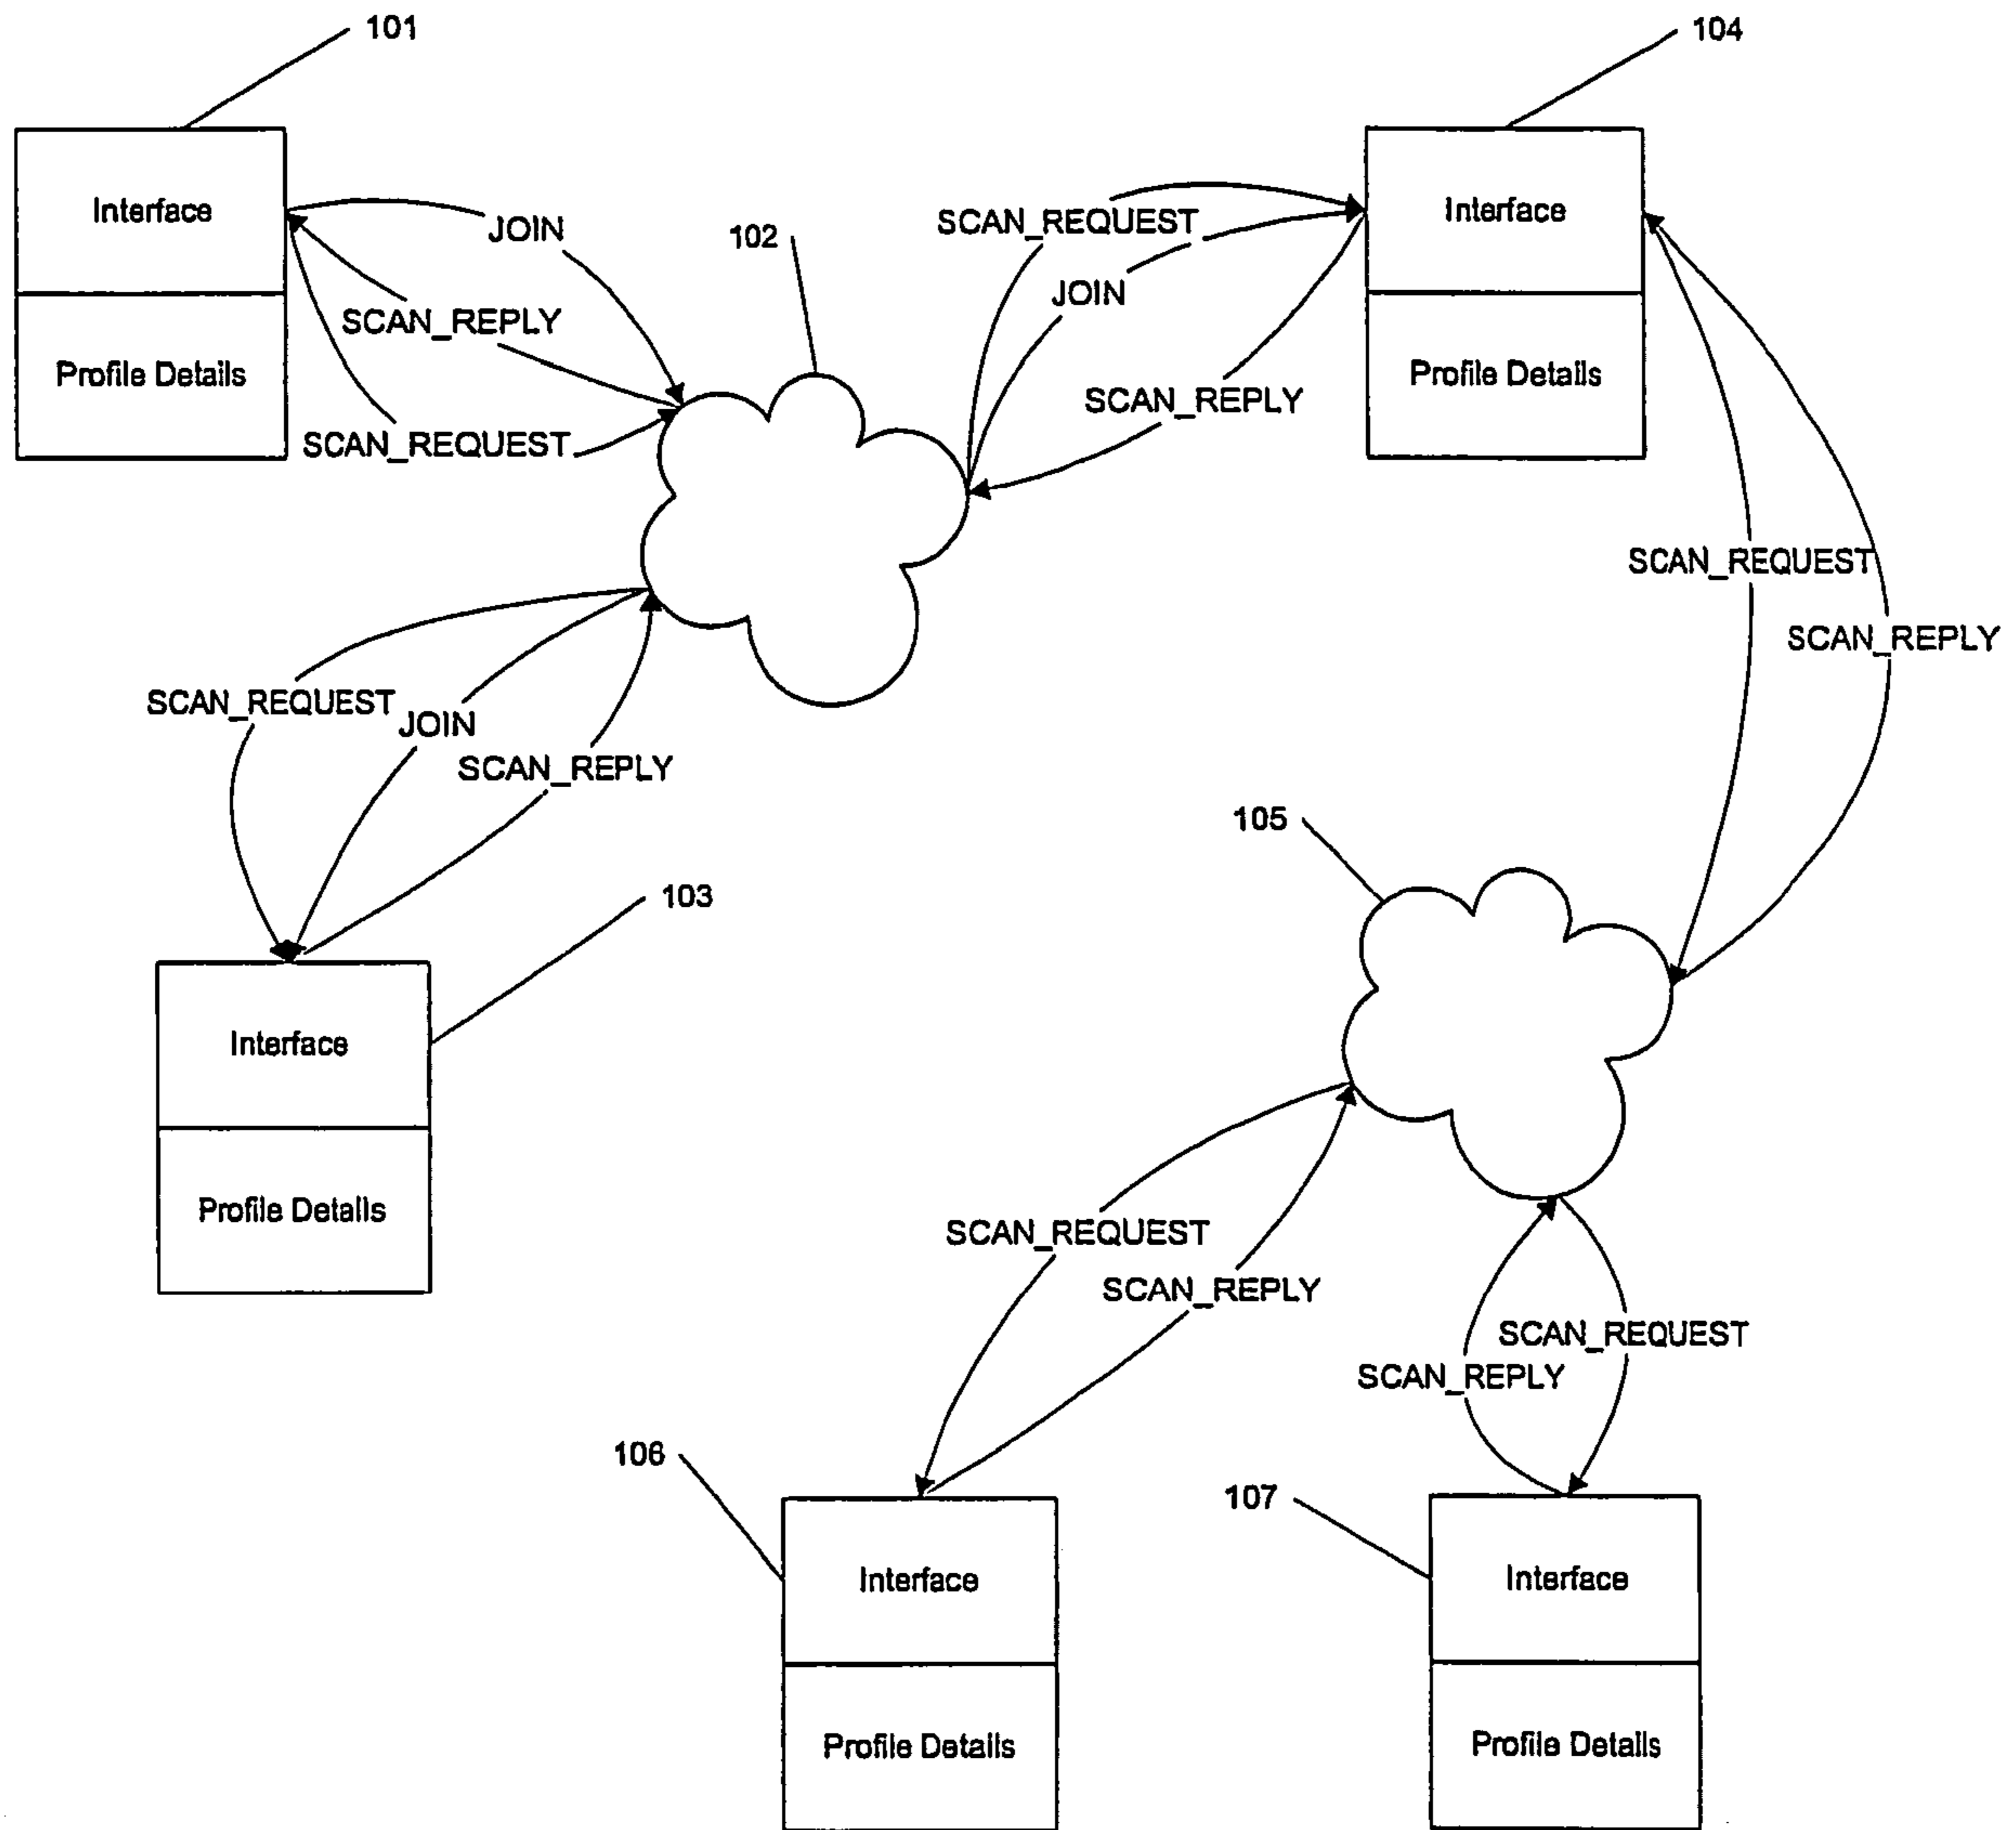 101
104
Interface
JOIN
102
SCAN_REQUEST
Interface
SCAN_REPLY
JOIN
Profile Details
Profile Details
SCAN_REPLY
SCAN_REQUEST
SCAN_REQUEST
SCAN_REPLY
SCAN_REQUEST
JOIN
SCAN_REPLY
105
103
Interface
Profile Details
SCAN_REQUEST
SCAN_REPLY
SCAN_REQUEST
SCAN_REPLY
106
107
Interface
Interface
Profile Details
Profile Details